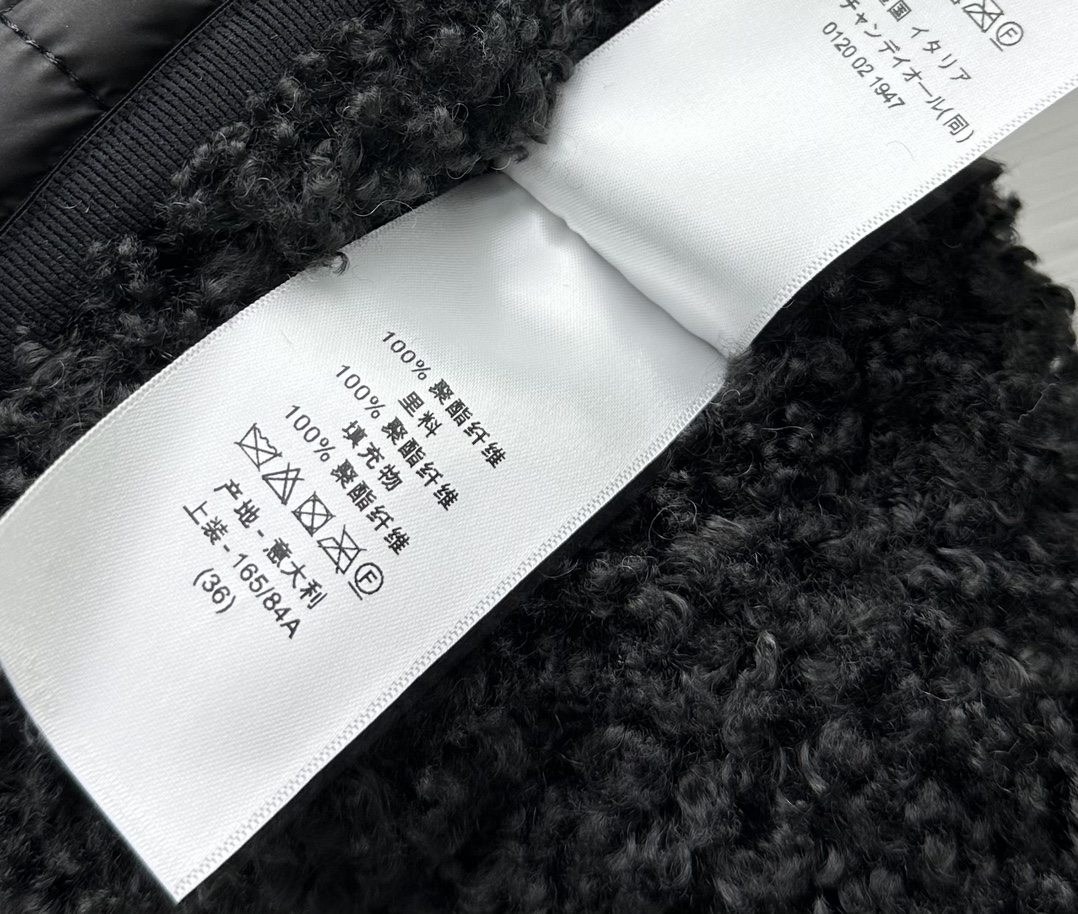 イタリア
チャンデイオール(同)
0120 02 1947
100% 聚酯纤维
里料
100% 聚酯纤维
填充物
100% 聚酯纤维
F
产地 - 意大利
上装 - 165/84A
(36)